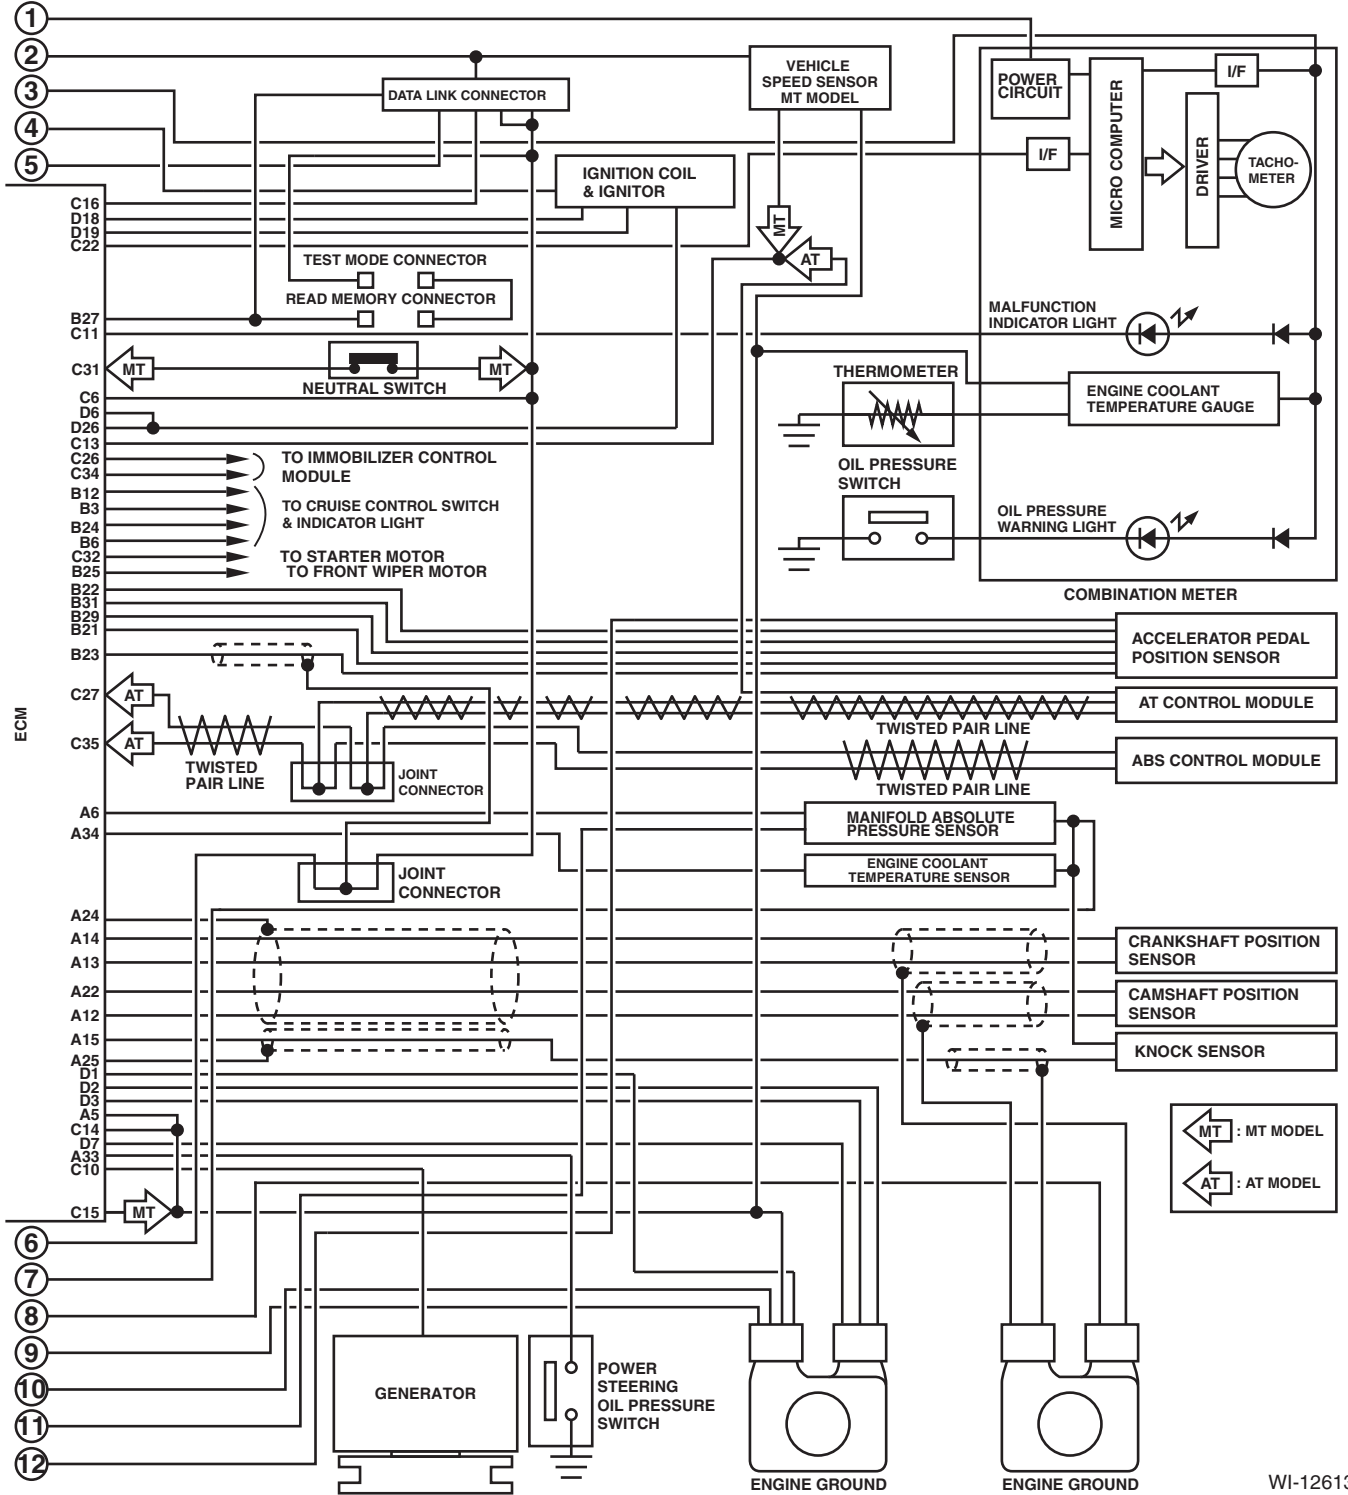 1
2
3
4
5
VEHICLE
SPEED SENSOR
MT MODEL
DATA LINK CONNECTOR
IGNITION COIL
& IGNITOR
POWER
CIRCUIT
MICRO COMPUTER
I/F
I/F
DRIVER
TACHO-
METER
C16
D18
D19
C22
MT
AT
TEST MODE CONNECTOR
READ MEMORY CONNECTOR
B27
C11
MALFUNCTION
INDICATOR LIGHT
C31
MT
MT
NEUTRAL SWITCH
THERMOMETER
ENGINE COOLANT
TEMPERATURE GAUGE
C6
D6
D26
C13
C26
C34
TO IMMOBILIZER CONTROL
MODULE
OIL PRESSURE
SWITCH
B12
B3
B24
B6
TO CRUISE CONTROL SWITCH
& INDICATOR LIGHT
OIL PRESSURE
WARNING LIGHT
C32
B25
TO STARTER MOTOR
TO FRONT WIPER MOTOR
COMBINATION METER
B22
B31
B29
B21
B23
ACCELERATOR PEDAL
POSITION SENSOR
C27
AT
AT CONTROL MODULE
TWISTED PAIR LINE
ECM
C35
AT
TWISTED
PAIR LINE
JOINT
CONNECTOR
ABS CONTROL MODULE
TWISTED PAIR LINE
A6
A34
MANIFOLD ABSOLUTE
PRESSURE SENSOR
ENGINE COOLANT
TEMPERATURE SENSOR
JOINT
CONNECTOR
A24
A14
A13
A22
A12
A15
A25
CRANKSHAFT POSITION
SENSOR
CAMSHAFT POSITION
SENSOR
KNOCK SENSOR
D1
D2
D3
A5
C14
D7
A33
C10
C15
MT
MT : MT MODEL
AT : AT MODEL
6
7
8
9
10
11
12
GENERATOR
POWER
STEERING
OIL PRESSURE
SWITCH
ENGINE GROUND
ENGINE GROUND
WI-12613